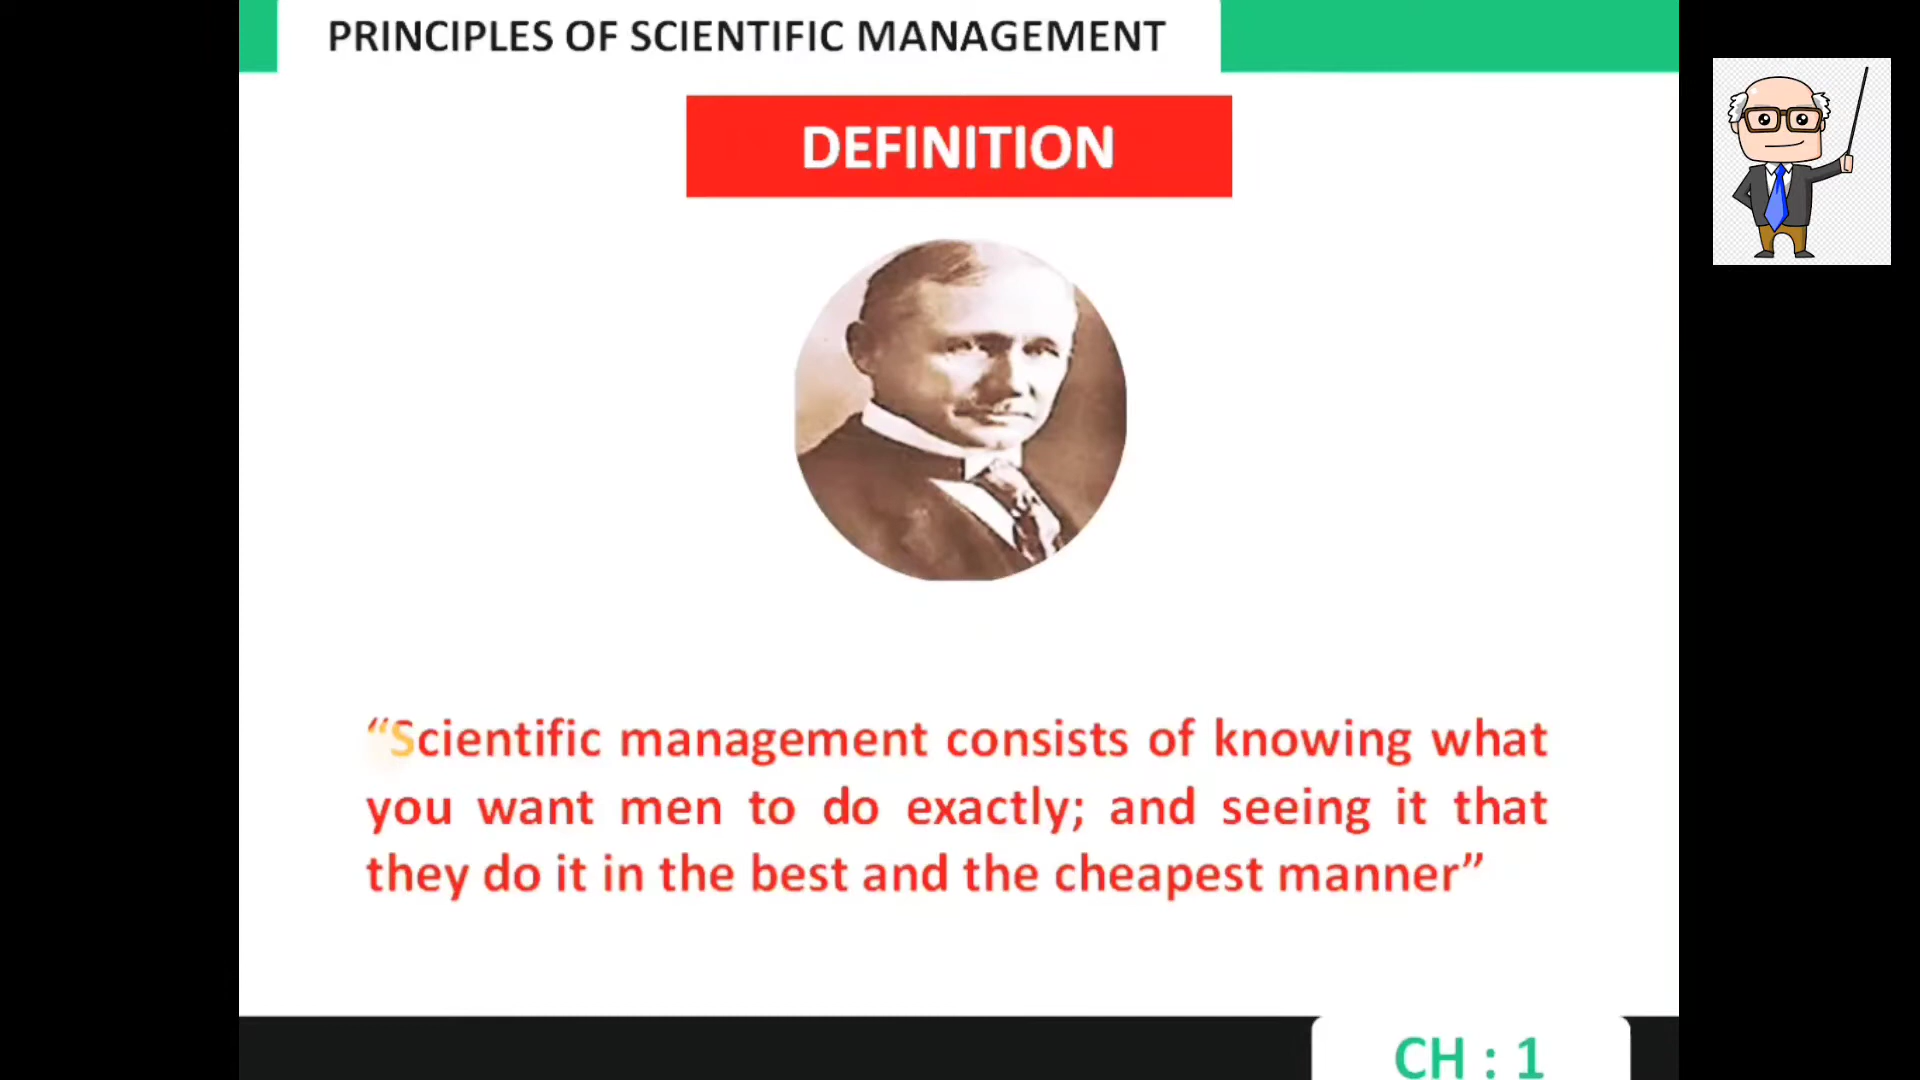 PRINCIPLES OF SCIENTIFIC MANAGEMENT
DEFINITION
“Scientific management consists of knowing what
you want men to do exactly; and seeing it that
they do it in the best and the cheapest manner”
CH : 1